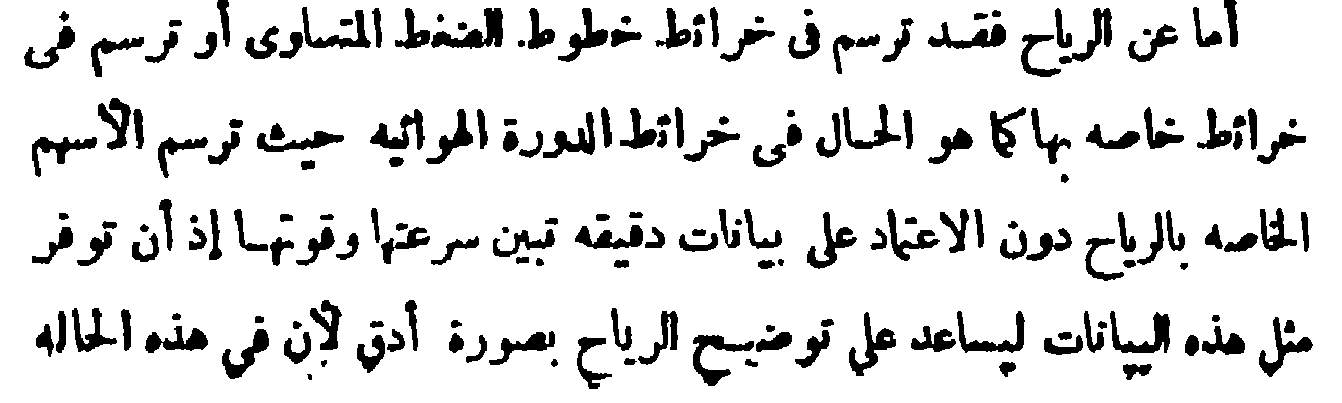 أما عن الرياح فقد ترسم فى خرائط خطوط الضغط المتساوى أو ترسم فى
خرائط خاصه بها كما هو الحال فى خرائط الدورة الهوائيه حيث ترسم الأسهم
الخاصه بالرياح دون الاعتماد على بيانات دقيقه تبين سرعتها وقوتها إذ أن توفر
مثل هذه البيانات ليساعد على توضيح الرياح بصورة أدق لأن فى هذه الحاله